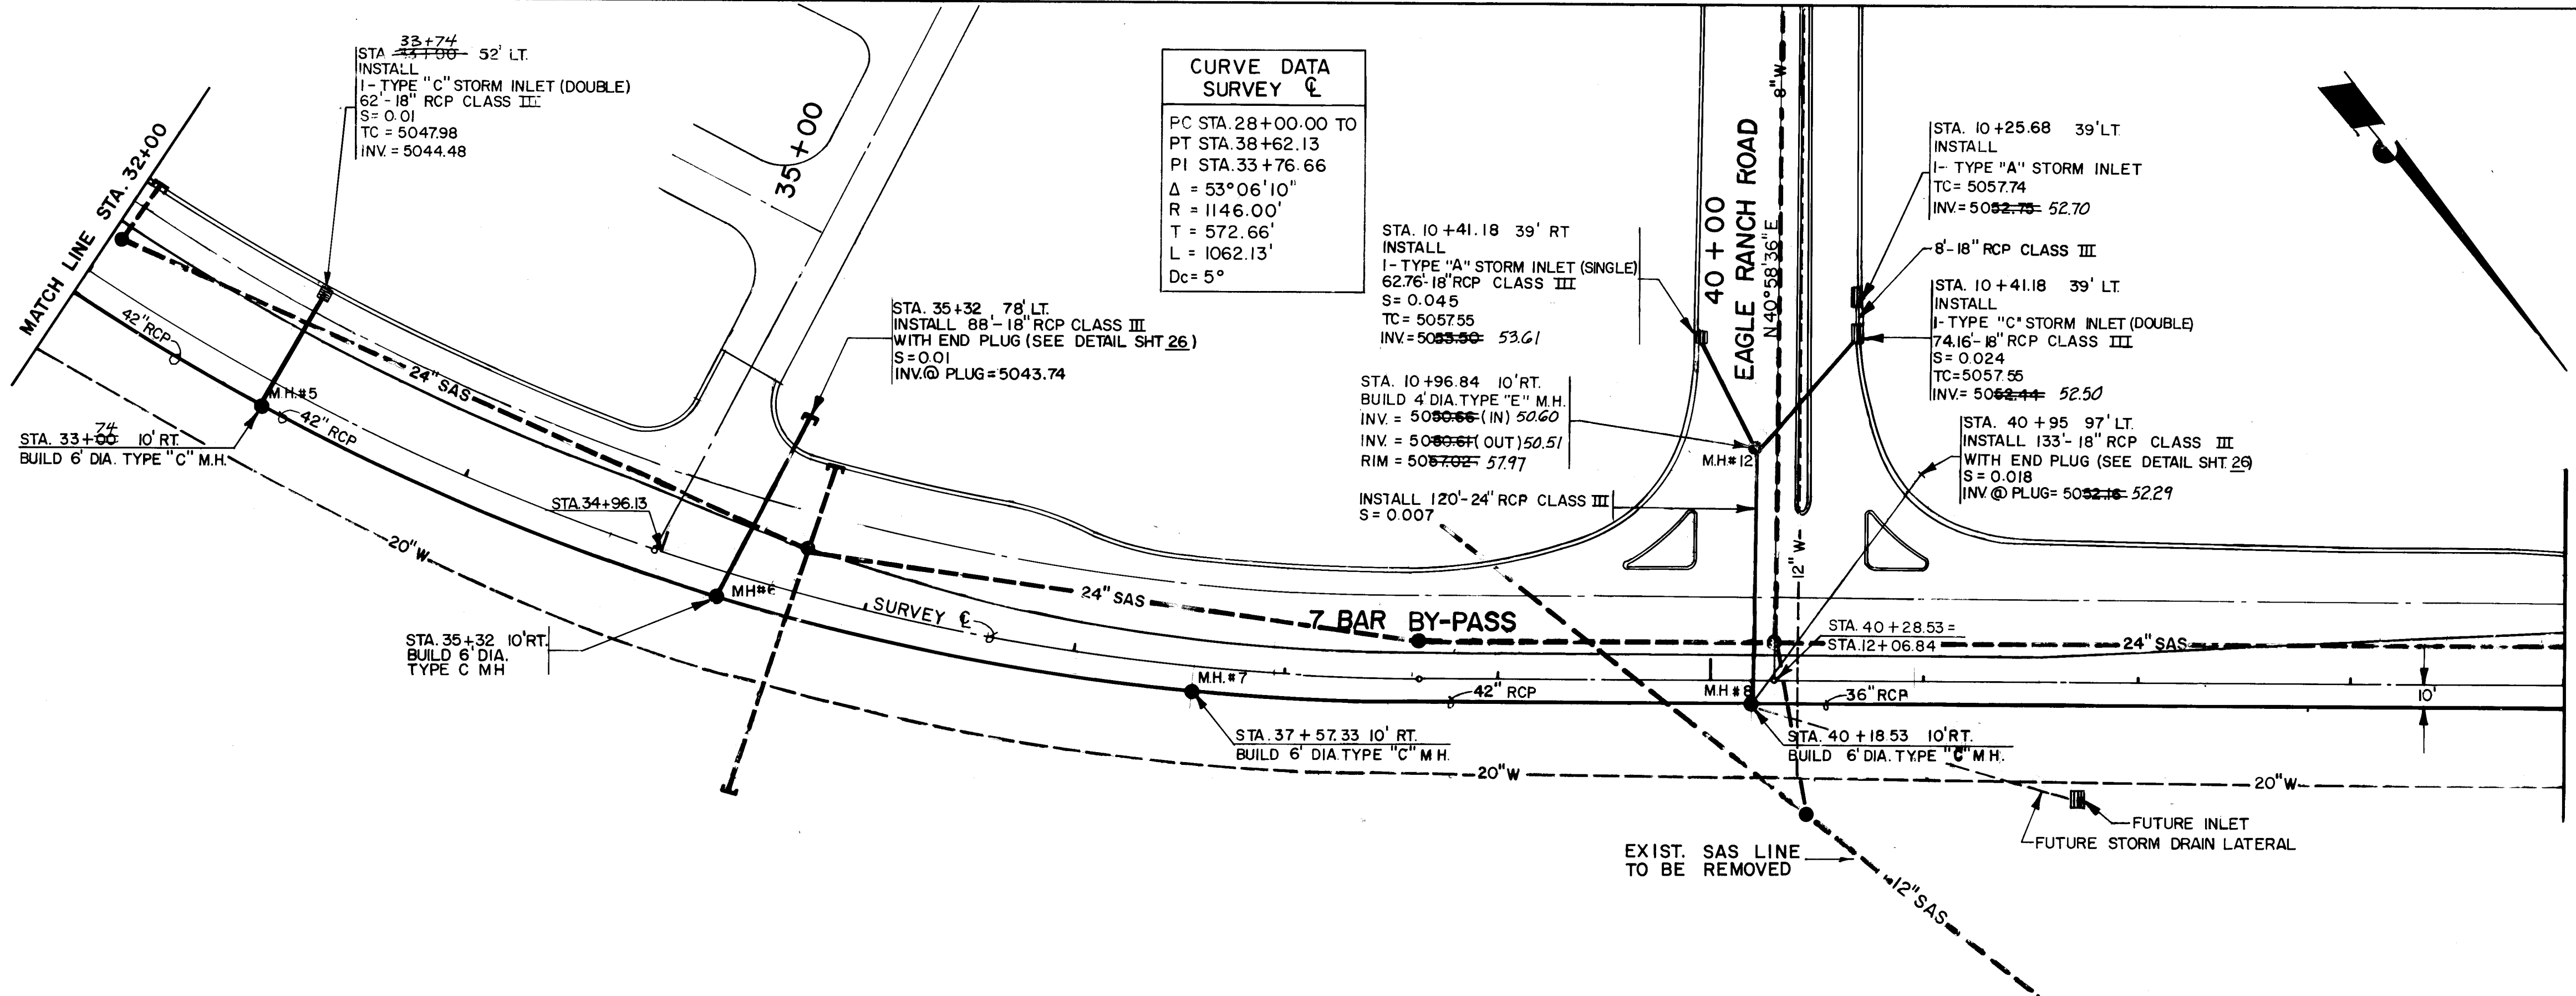 33+74
STA 43+00 52' LT.
INSTALL
1- TYPE "C" STORM INLET (DOUBLE)
62'-18" RCP CLASS III
S= 0.01
TC = 5047.98
INV. = 5044.48
MATCH LINE STA. 32+00
42" RCP
M.H.#5
42" RCP
24" SAS
74
STA. 33+00 10' RT.
BUILD 6' DIA. TYPE "C" M.H.
35+00
STA.34+96.13
20" W
MH#6
STA. 35+32 10' RT.
BUILD 6' DIA.
TYPE C MH
STA. 35+32 78' LT.
INSTALL 88'-18" RCP CLASS III
WITH END PLUG (SEE DETAIL SHT 26)
S=0.01
INV.@ PLUG=5043.74
CURVE DATA
SURVEY ℄
PC STA. 28+00.00 TO
PT STA. 38+62.13
PI STA. 33+76.66
Δ = 53°06'10"
R = 1146.00'
T = 572.66'
L = 1062.13'
Dc = 5°
SURVEY ℄
24" SAS
7 BAR BY-PASS
M.H.#7
STA. 37 + 57.33 10' RT.
BUILD 6' DIA. TYPE "C" M H.
42" RCP
20" W
STA. 10 +41.18 39' RT
INSTALL
1- TYPE "A" STORM INLET (SINGLE)
62.76'-18" RCP CLASS III
S= 0.045
TC= 5057.55
INV.= 5053.50 53.61
STA. 10+96.84 10' RT.
BUILD 4' DIA. TYPE "E" M.H.
INV. = 5050.66 (IN) 50.60
INV. = 5050.61 (OUT) 50.51
RIM = 5057.02 57.97
INSTALL 120'-24" RCP CLASS III
S = 0.007
40+00
EAGLE RANCH ROAD
N 40°58'36" E
8" W
12" W
M.H#12
STA. 10 +25.68 39' LT.
INSTALL
1- TYPE "A" STORM INLET
TC= 5057.74
INV.= 5052.75 52.70
8'-18" RCP CLASS III
STA. 10 +41.18 39' LT.
INSTALL
1- TYPE "C" STORM INLET (DOUBLE)
74.16'-18" RCP CLASS III
S= 0.024
TC=5057.55
INV.= 5052.44 52.50
STA. 40 +95 97' LT.
INSTALL 133'-18" RCP CLASS III
WITH END PLUG (SEE DETAIL SHT. 26)
S = 0.018
INV. @ PLUG= 5052.16 52.29
STA. 40 +28.53 =
STA.12+06.84
24" SAS
M.H#8
36" RCP
10'
STA. 40 +18.53 10' RT.
BUILD 6' DIA. TYPE "C" M H.
20" W
FUTURE INLET
FUTURE STORM DRAIN LATERAL
EXIST. SAS LINE
TO BE REMOVED
12" SAS